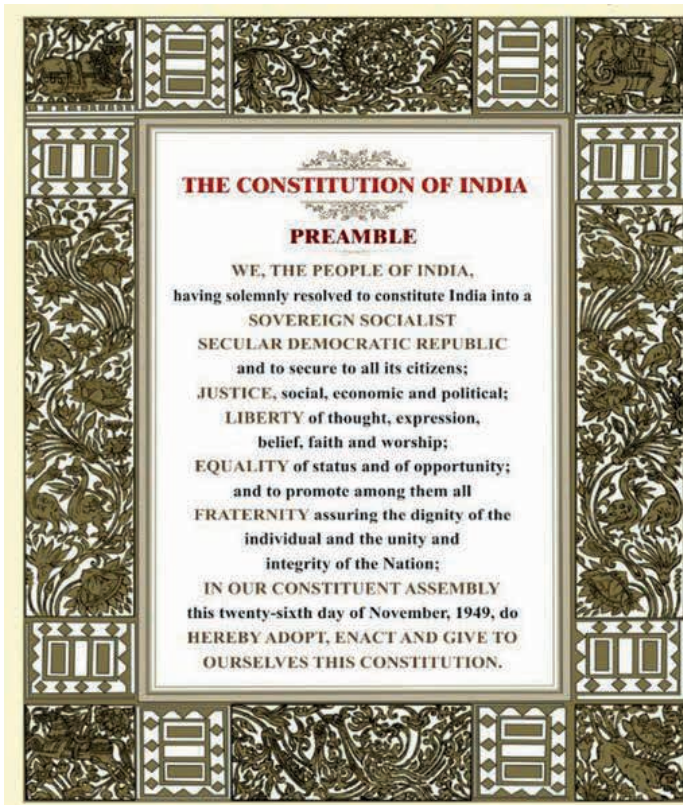 THE CONSTITUTION OF INDIA
PREAMBLE
WE, THE PEOPLE OF INDIA,
having solemnly resolved to constitute India into a
SOVEREIGN SOCIALIST
SECULAR DEMOCRATIC REPUBLIC
and to secure to all its citizens;
JUSTICE, social, economic and political;
LIBERTY of thought, expression,
belief, faith and worship;
EQUALITY of status and of opportunity;
and to promote among them all
FRATERNITY assuring the dignity of the
individual and the unity and
integrity of the Nation;
IN OUR CONSTITUENT ASSEMBLY
this twenty-sixth day of November, 1949, do
HEREBY ADOPT, ENACT AND GIVE TO
OURSELVES THIS CONSTITUTION.